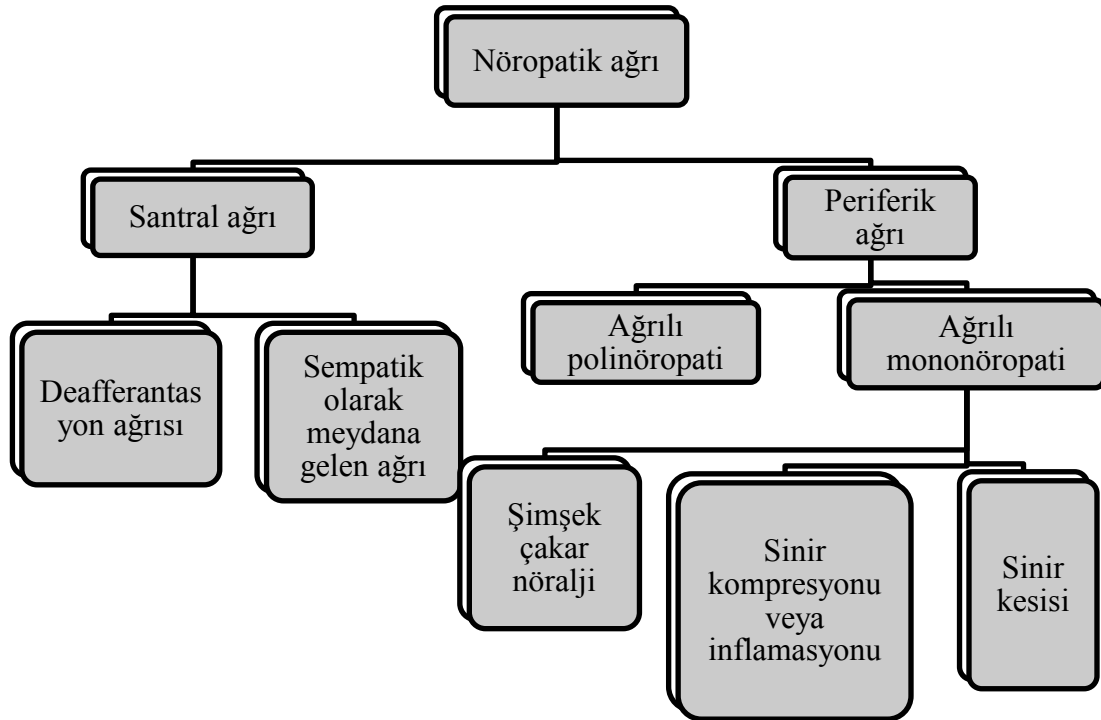 Nöropatik ağrı
Santral ağrı
Periferik
ağrı
Deafferantas
yon ağrısı
Sempatik
olarak
meydana
gelen ağrı
Ağrılı
polinöropati
Ağrılı
mononöropati
Şimşek
çakar
nöralji
Sinir
kompresyonu
veya
inflamasyonu
Sinir
kesisi